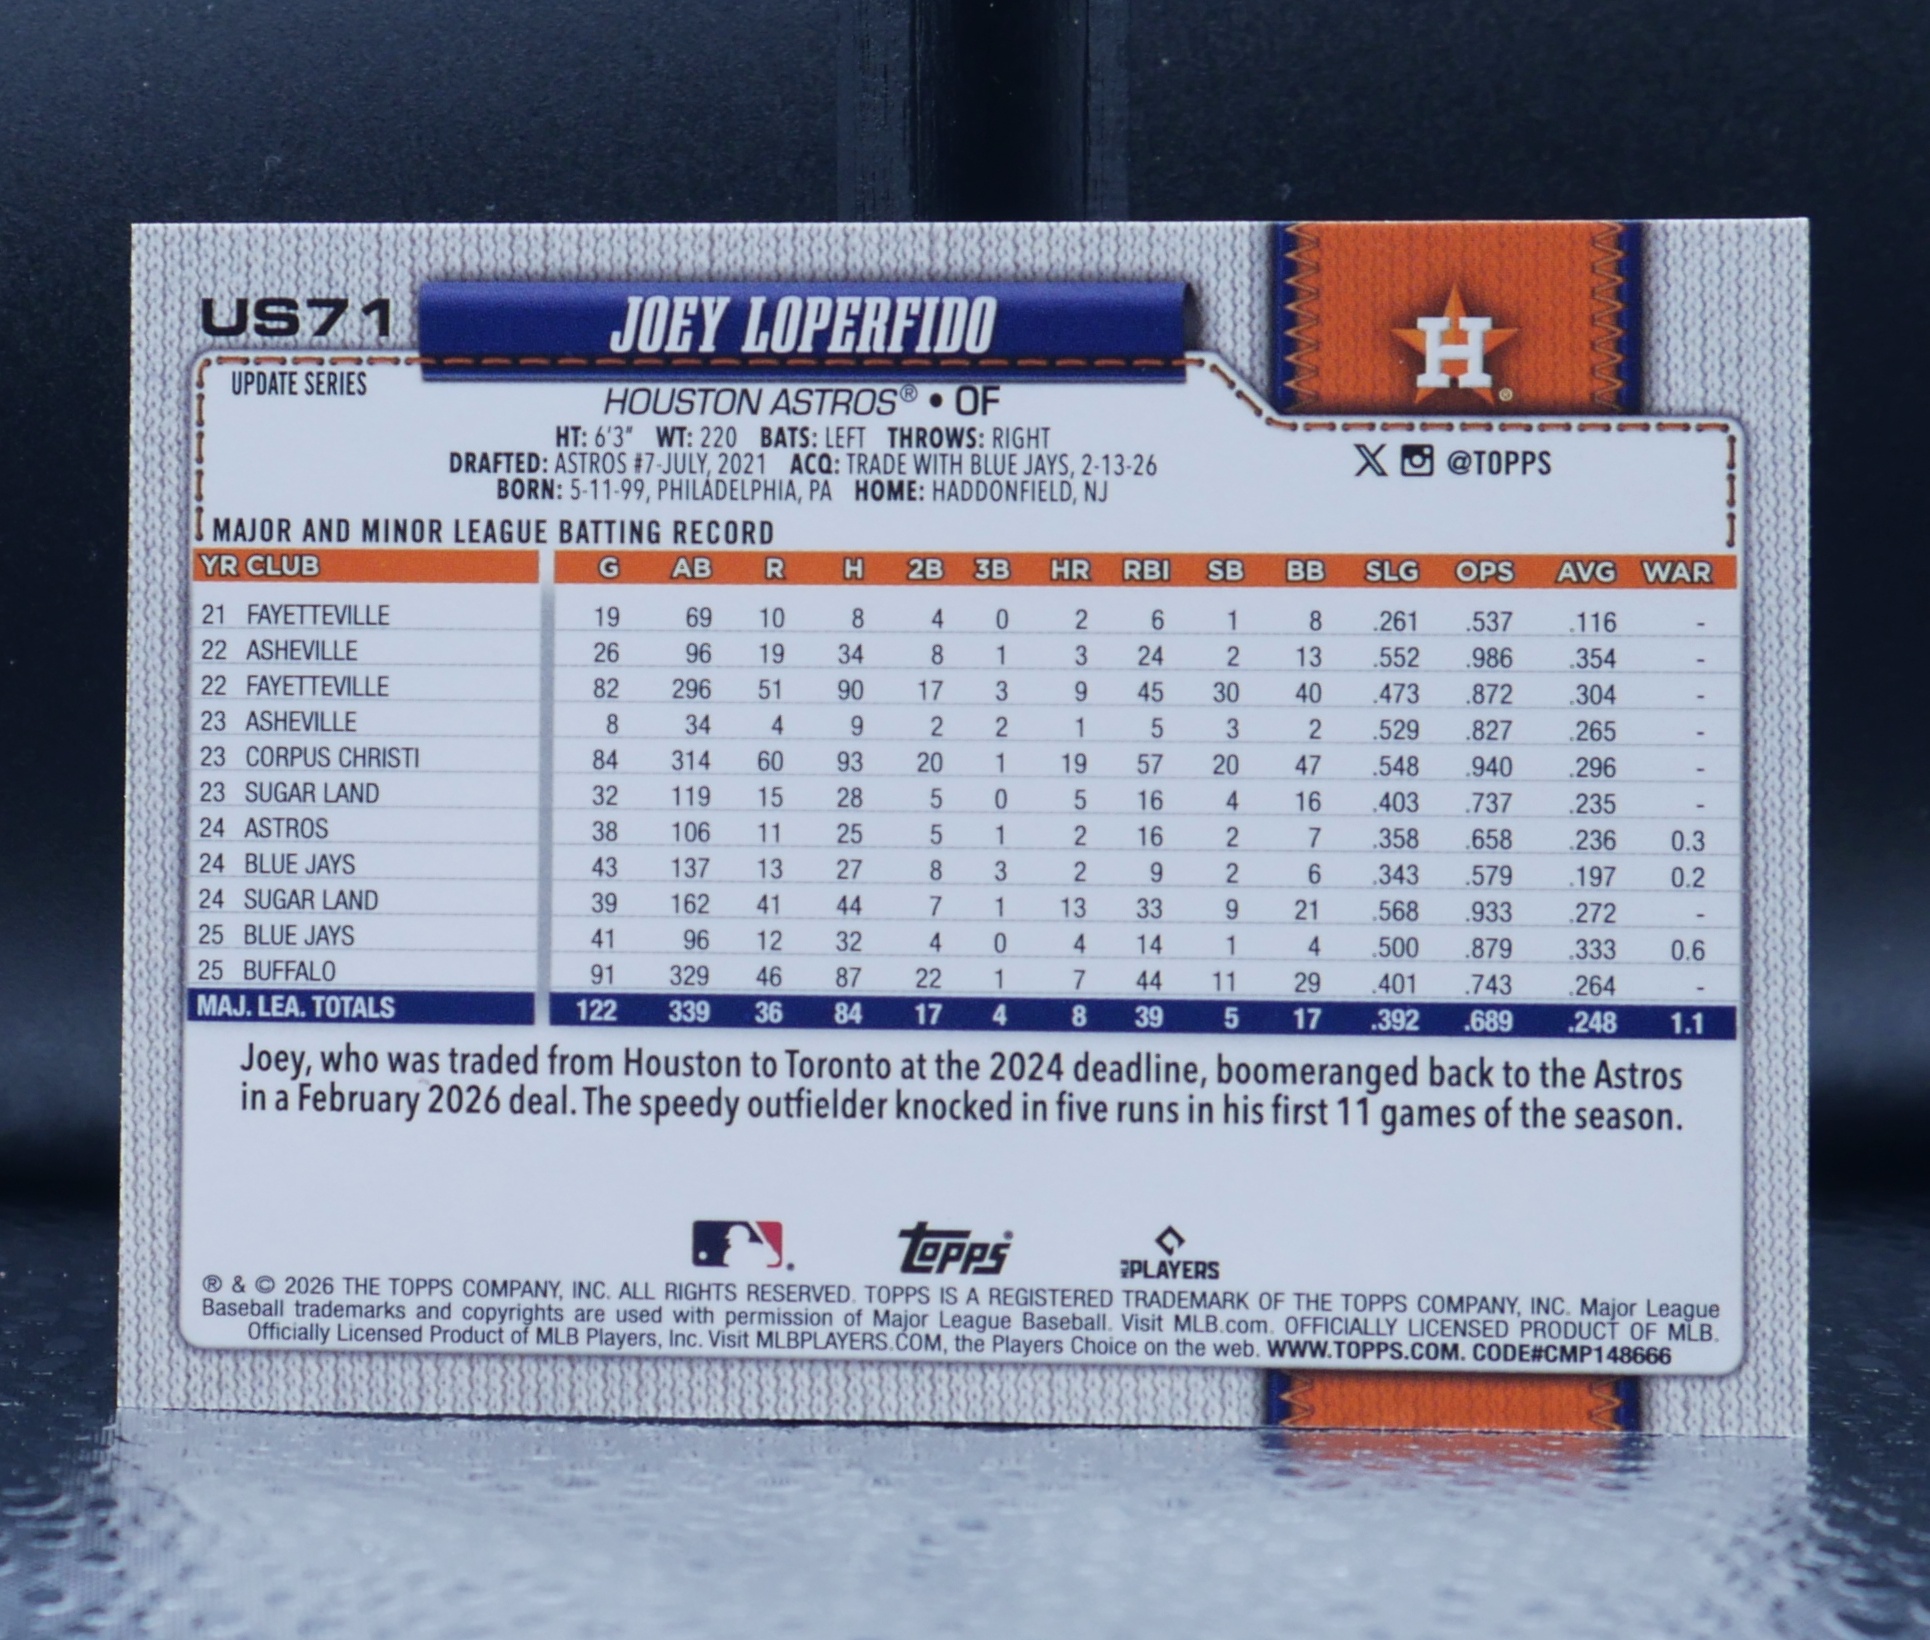 US71
JOEY LOPERFIDO
H
UPDATE SERIES
HOUSTON ASTROS® • OF
HT: 6'3" WT: 220 BATS: LEFT THROWS: RIGHT
DRAFTED: ASTROS #7-JULY, 2021 ACQ: TRADE WITH BLUE JAYS, 2-13-26
BORN: 5-11-99, PHILADELPHIA, PA HOME: HADDONFIELD, NJ
@TOPPS
MAJOR AND MINOR LEAGUE BATTING RECORD
YR CLUB G AB R H 2B 3B HR RBI SB BB SLG OPS AVG WAR
21 FAYETTEVILLE 19 69 10 8 4 0 2 6 1 8 .261 .537 .116 -
22 ASHEVILLE 26 96 19 34 8 1 3 24 2 13 .552 .986 .354 -
22 FAYETTEVILLE 82 296 51 90 17 3 9 45 30 40 .473 .872 .304 -
23 ASHEVILLE 8 34 4 9 2 2 1 5 3 2 .529 .827 .265 -
23 CORPUS CHRISTI 84 314 60 93 20 1 19 57 20 47 .548 .940 .296 -
23 SUGAR LAND 32 119 15 28 5 0 5 16 4 16 .403 .737 .235 -
24 ASTROS 38 106 11 25 5 1 2 16 2 7 .358 .658 .236 0.3
24 BLUE JAYS 43 137 13 27 8 3 2 9 2 6 .343 .579 .197 0.2
24 SUGAR LAND 39 162 41 44 7 1 13 33 9 21 .568 .933 .272 -
25 BLUE JAYS 41 96 12 32 4 0 4 14 1 4 .500 .879 .333 0.6
25 BUFFALO 91 329 46 87 22 1 7 44 11 29 .401 .743 .264 -
MAJ. LEA. TOTALS 122 339 36 84 17 4 8 39 5 17 .392 .689 .248 1.1
Joey, who was traded from Houston to Toronto at the 2024 deadline, boomeranged back to the Astros
in a February 2026 deal. The speedy outfielder knocked in five runs in his first 11 games of the season.
Topps®
MLB PLAYERS
® & © 2026 THE TOPPS COMPANY, INC. ALL RIGHTS RESERVED. TOPPS IS A REGISTERED TRADEMARK OF THE TOPPS COMPANY, INC. Major League
Baseball trademarks and copyrights are used with permission of Major League Baseball. Visit MLB.com. OFFICIALLY LICENSED PRODUCT OF MLB.
Officially Licensed Product of MLB Players, Inc. Visit MLBPLAYERS.COM, the Players Choice on the web. WWW.TOPPS.COM. CODE#CMP148666